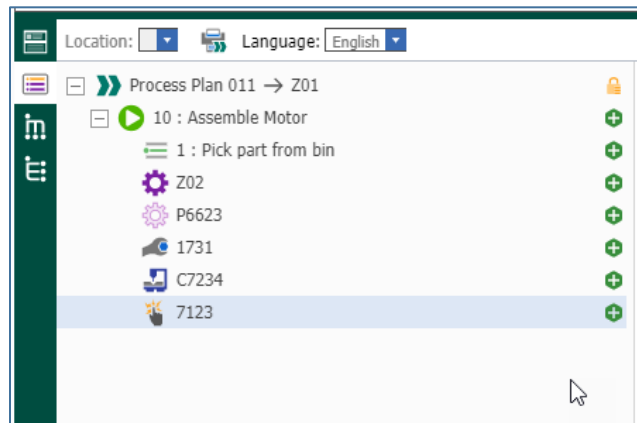 Location: Language: English
Process Plan 011 → Z01
10 : Assemble Motor
1 : Pick part from bin
Z02
P6623
1731
C7234
7123